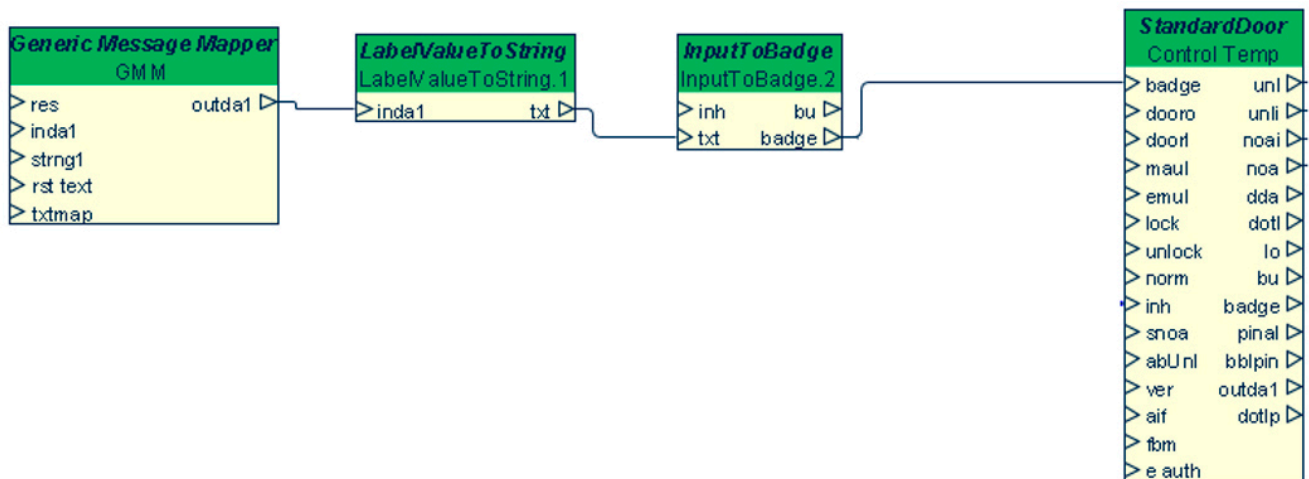 Generic Message Mapper
GMM
res outda1
inda1
strng1
rst text
txtmap
LabelValueToString
LabelValueToString.1
inda1 txt
InputToBadge
InputToBadge.2
inh bu
txt badge
StandardDoor
Control Temp
badge unl
dooro unli
doorl noai
maul noa
emul dda
lock dotl
unlock lo
norm bu
inh badge
snoa pinal
abUnl bblpin
ver outda1
aif dotlp
fbm
e auth